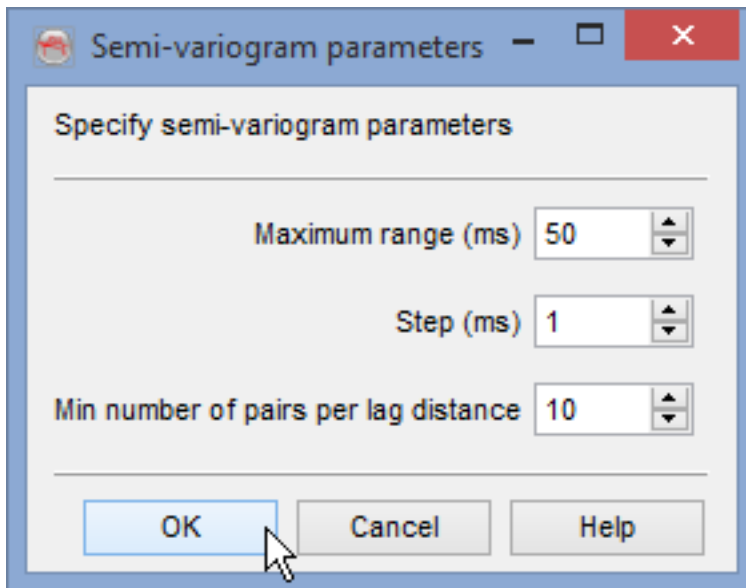 Semi-variogram parameters
Specify semi-variogram parameters
Maximum range (ms) 50
Step (ms) 1
Min number of pairs per lag distance 10
OK Cancel Help